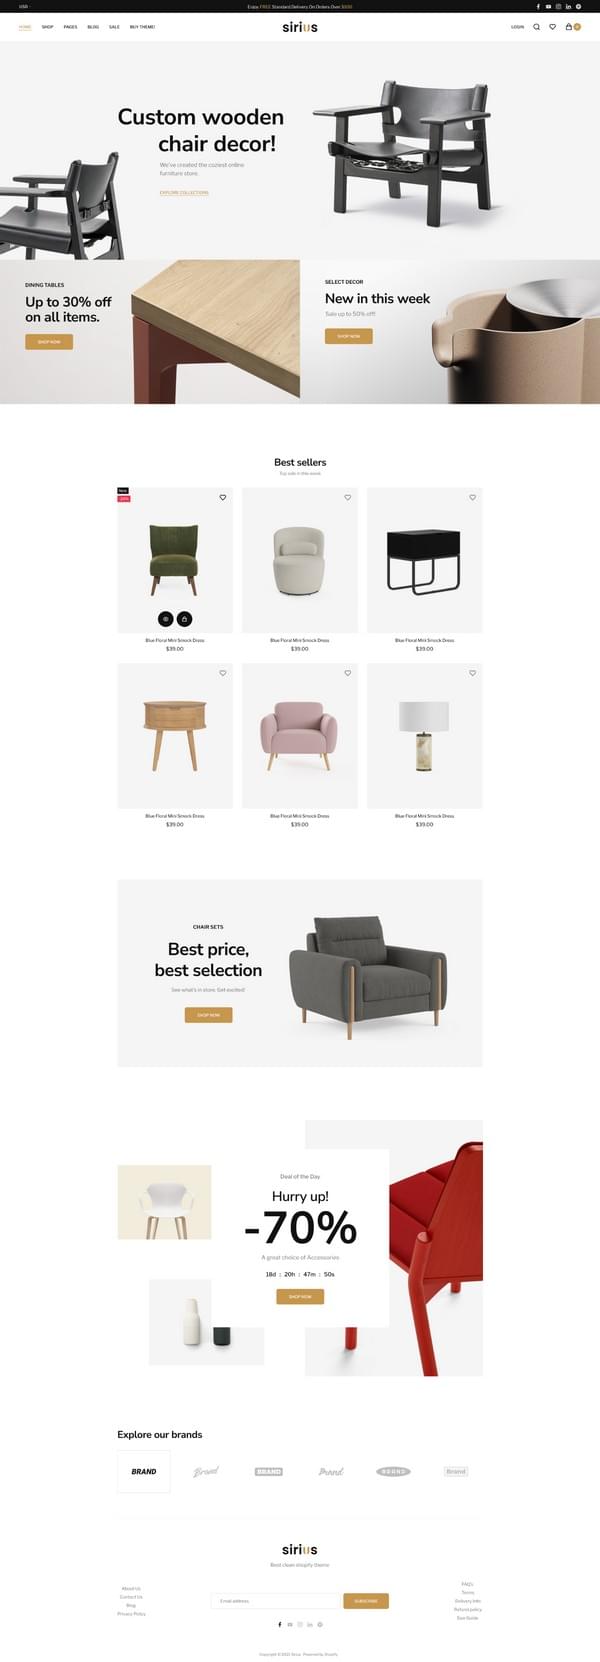 USD
Enjoy FREE Standard Delivery On Orders Over $500
HOME SHOP PAGES BLOG SALE BUY THEME!
sirius
LOGIN
0
Custom wooden
chair decor!
We've created the coziest online
furniture store.
EXPLORE COLLECTIONS
DINING TABLES
Up to 30% off
on all items.
SHOP NOW
SELECT DECOR
New in this week
Sale up to 50% off!
SHOP NOW
Best sellers
Top sale in this week
New
Blue Floral Mini Smock Dress
$39.00
Blue Floral Mini Smock Dress
$39.00
Blue Floral Mini Smock Dress
$39.00
Blue Floral Mini Smock Dress
$39.00
Blue Floral Mini Smock Dress
$39.00
Blue Floral Mini Smock Dress
$39.00
CHAIR SETS
Best price,
best selection
See what's in store. Get excited!
SHOP NOW
Deal of the Day
Hurry up!
-70%
A great choice of Accessories
18d : 20h : 47m : 50s
SHOP NOW
Explore our brands
BRAND
Brand
BRAND
Brand
BRAND
Brand
sirius
Best clean shopify theme
About Us
Contact Us
Blog
Privacy Policy
Email address
SUBSCRIBE
FAQ's
Terms
Delivery Info
Refund policy
Size Guide
Copyright © 2022 Sirius. Powered by Shopify